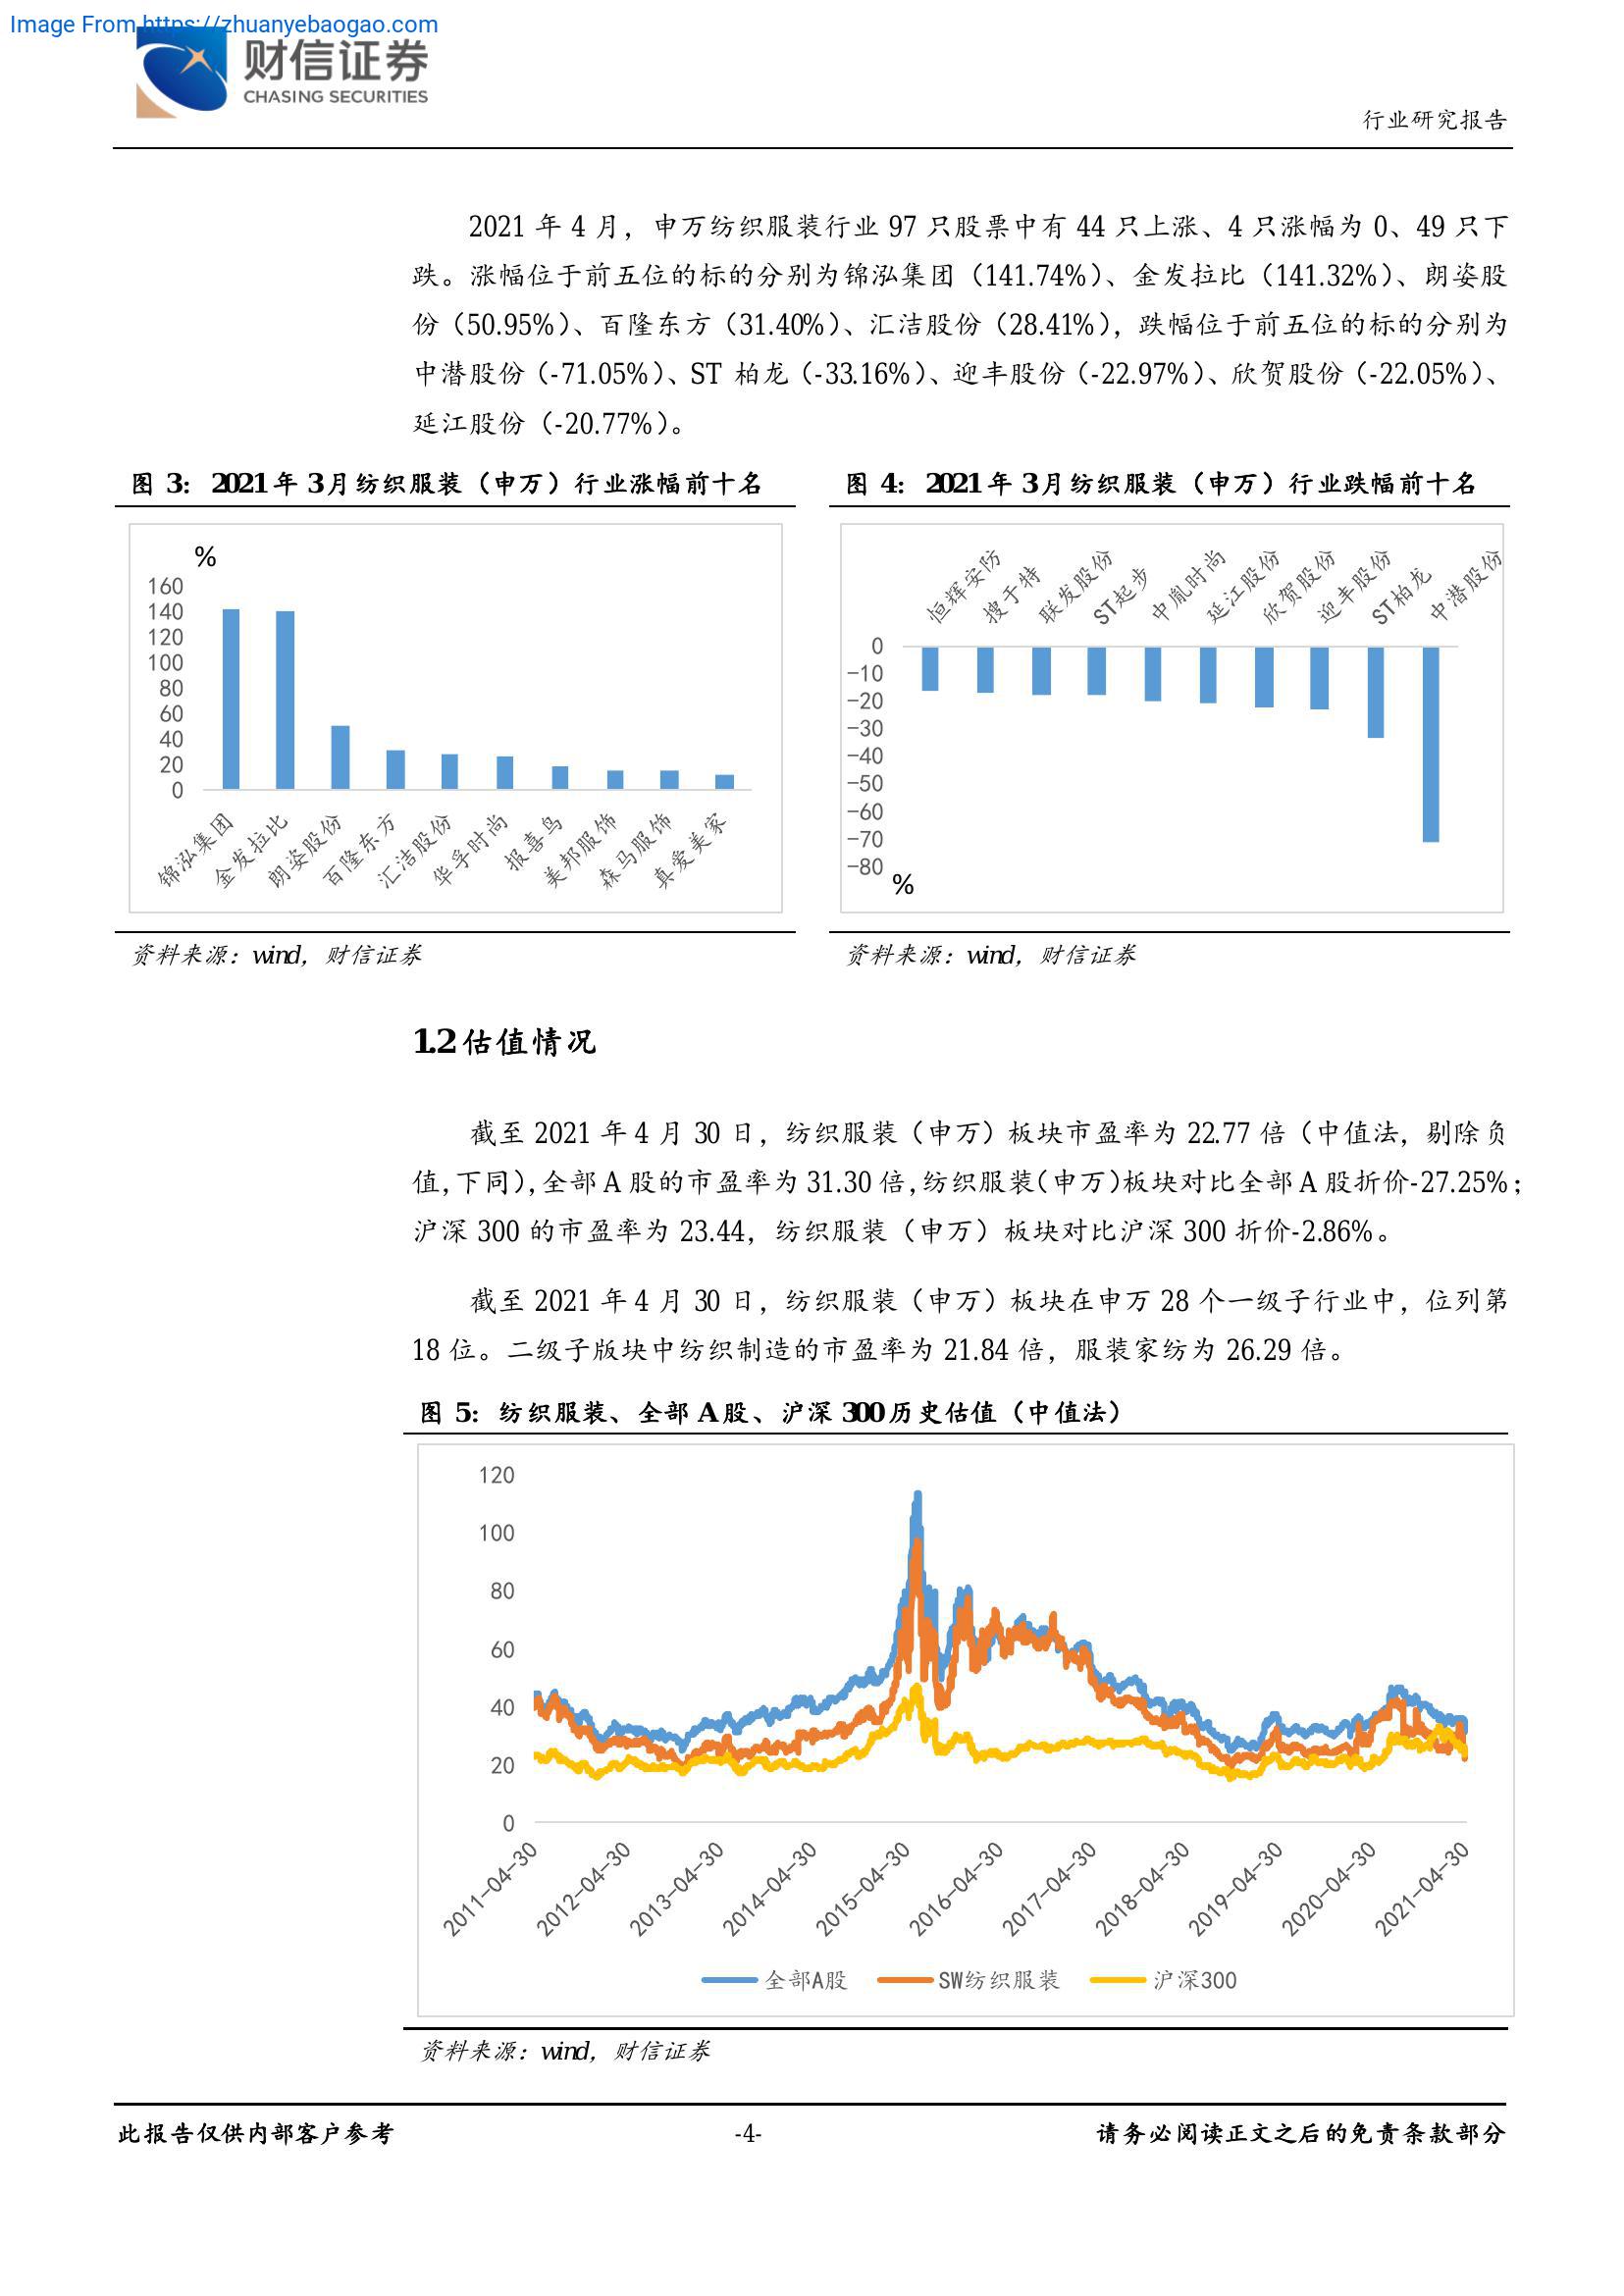 Image From https://zhuanyebaogao.com
财信证券
CHASING SECURITIES
行业研究报告
2021 年 4 月，申万纺织服装行业 97 只股票中有 44 只上涨、4 只涨幅为 0、49 只下
跌。涨幅位于前五位的标的分别为锦泓集团（141.74%）、金发拉比（141.32%）、朗姿股
份（50.95%）、百隆东方（31.40%）、汇洁股份（28.41%），跌幅位于前五位的标的分别为
中潜股份（-71.05%）、ST 柏龙（-33.16%）、迎丰股份（-22.97%）、欣贺股份（-22.05%）、
延江股份（-20.77%）。
图 3：2021 年 3 月纺织服装（申万）行业涨幅前十名
%
160
140
120
100
80
60
40
20
0
锦泓集团
金发拉比
朗姿股份
百隆东方
汇洁股份
华孚时尚
报喜鸟
美邦服饰
森马服饰
真爱美家
资料来源：wind，财信证券
图 4：2021 年 3 月纺织服装（申万）行业跌幅前十名
恒辉安防
搜于特
联发股份
ST起步
中胤时尚
延江股份
欣贺股份
迎丰股份
ST柏龙
中潜股份
0
-10
-20
-30
-40
-50
-60
-70
-80
%
资料来源：wind，财信证券
1.2 估值情况
截至 2021 年 4 月 30 日，纺织服装（申万）板块市盈率为 22.77 倍（中值法，剔除负
值，下同），全部 A 股的市盈率为 31.30 倍，纺织服装（申万）板块对比全部 A 股折价-27.25%；
沪深 300 的市盈率为 23.44，纺织服装（申万）板块对比沪深 300 折价-2.86%。
截至 2021 年 4 月 30 日，纺织服装（申万）板块在申万 28 个一级子行业中，位列第
18 位。二级子版块中纺织制造的市盈率为 21.84 倍，服装家纺为 26.29 倍。
图 5：纺织服装、全部 A 股、沪深 300 历史估值（中值法）
120
100
80
60
40
20
0
2011-04-30
2012-04-30
2013-04-30
2014-04-30
2015-04-30
2016-04-30
2017-04-30
2018-04-30
2019-04-30
2020-04-30
2021-04-30
全部A股
SW纺织服装
沪深300
资料来源：wind，财信证券
此报告仅供内部客户参考
-4-
请务必阅读正文之后的免责条款部分